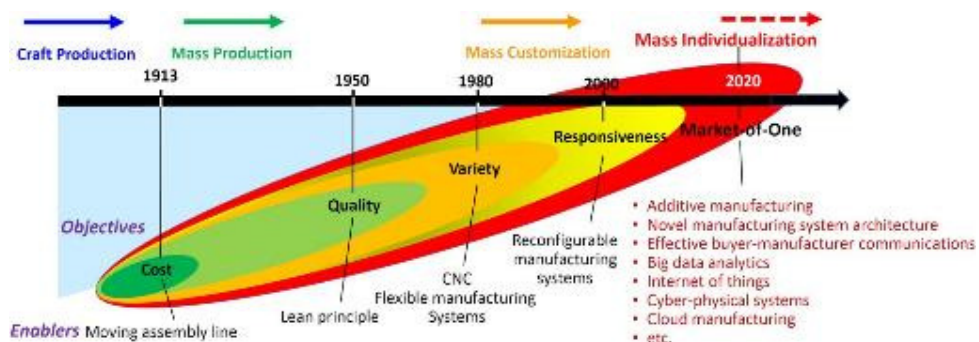 Craft Production
Mass Production
Mass Customization
Mass Individualization
1913
1950
1980
2000
2020
Responsiveness
Market-of-One
Variety
Quality
Objectives
Cost
Enablers
Moving assembly line
Lean principle
CNC
Flexible manufacturing
Systems
Reconfigurable
manufacturing
systems
• Additive manufacturing
• Novel manufacturing system architecture
• Effective buyer-manufacturer communications
• Big data analytics
• Internet of things
• Cyber-physical systems
• Cloud manufacturing
• etc.